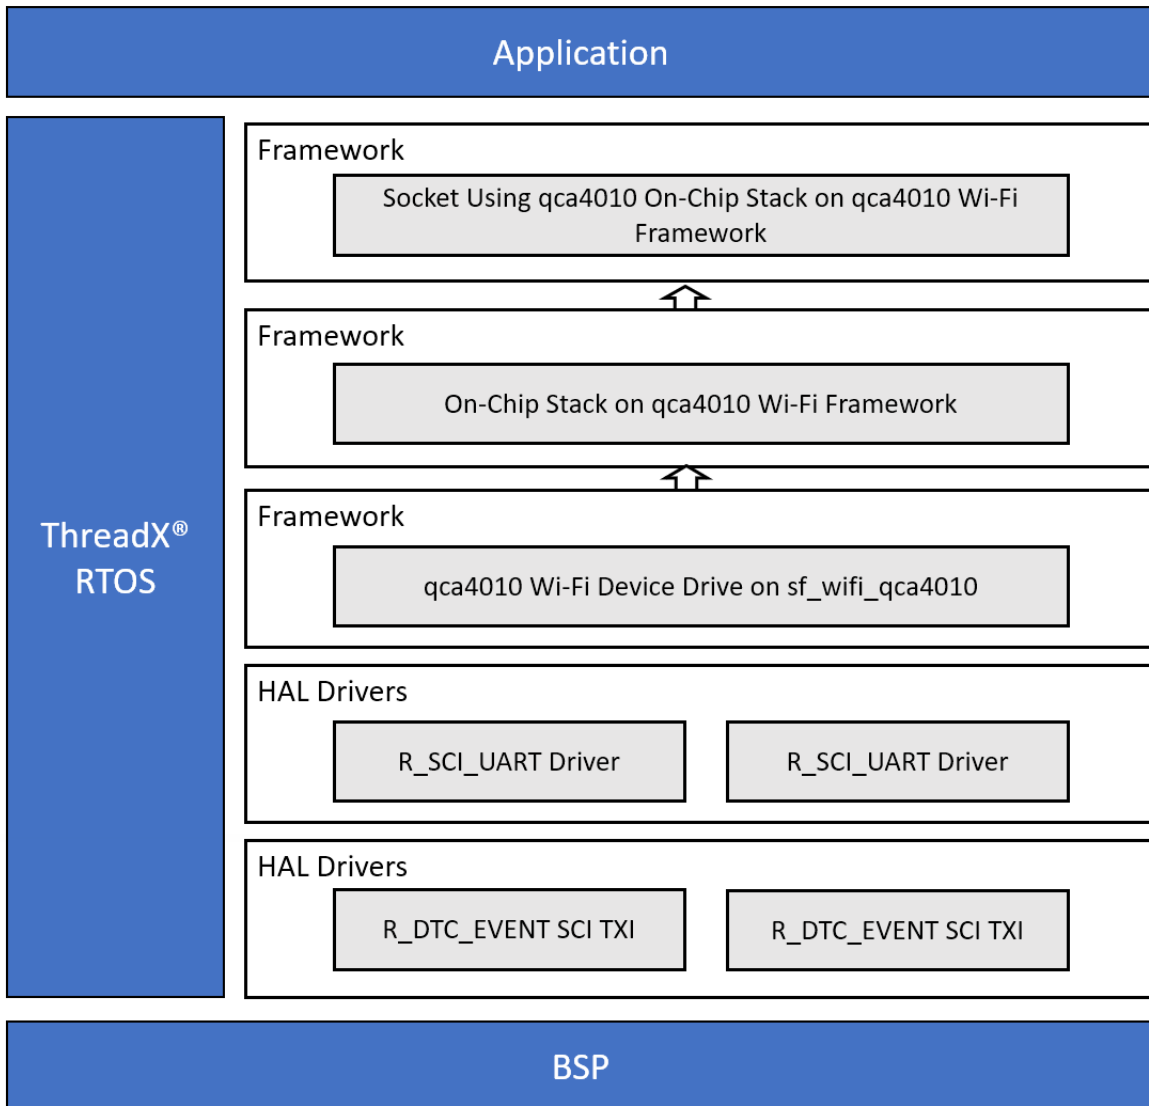 Application
ThreadX®
RTOS
Framework
Socket Using qca4010 On-Chip Stack on qca4010 Wi-Fi
Framework
Framework
On-Chip Stack on qca4010 Wi-Fi Framework
Framework
qca4010 Wi-Fi Device Drive on sf_wifi_qca4010
HAL Drivers
R_SCI_UART Driver
R_SCI_UART Driver
HAL Drivers
R_DTC_EVENT SCI TXI
R_DTC_EVENT SCI TXI
BSP